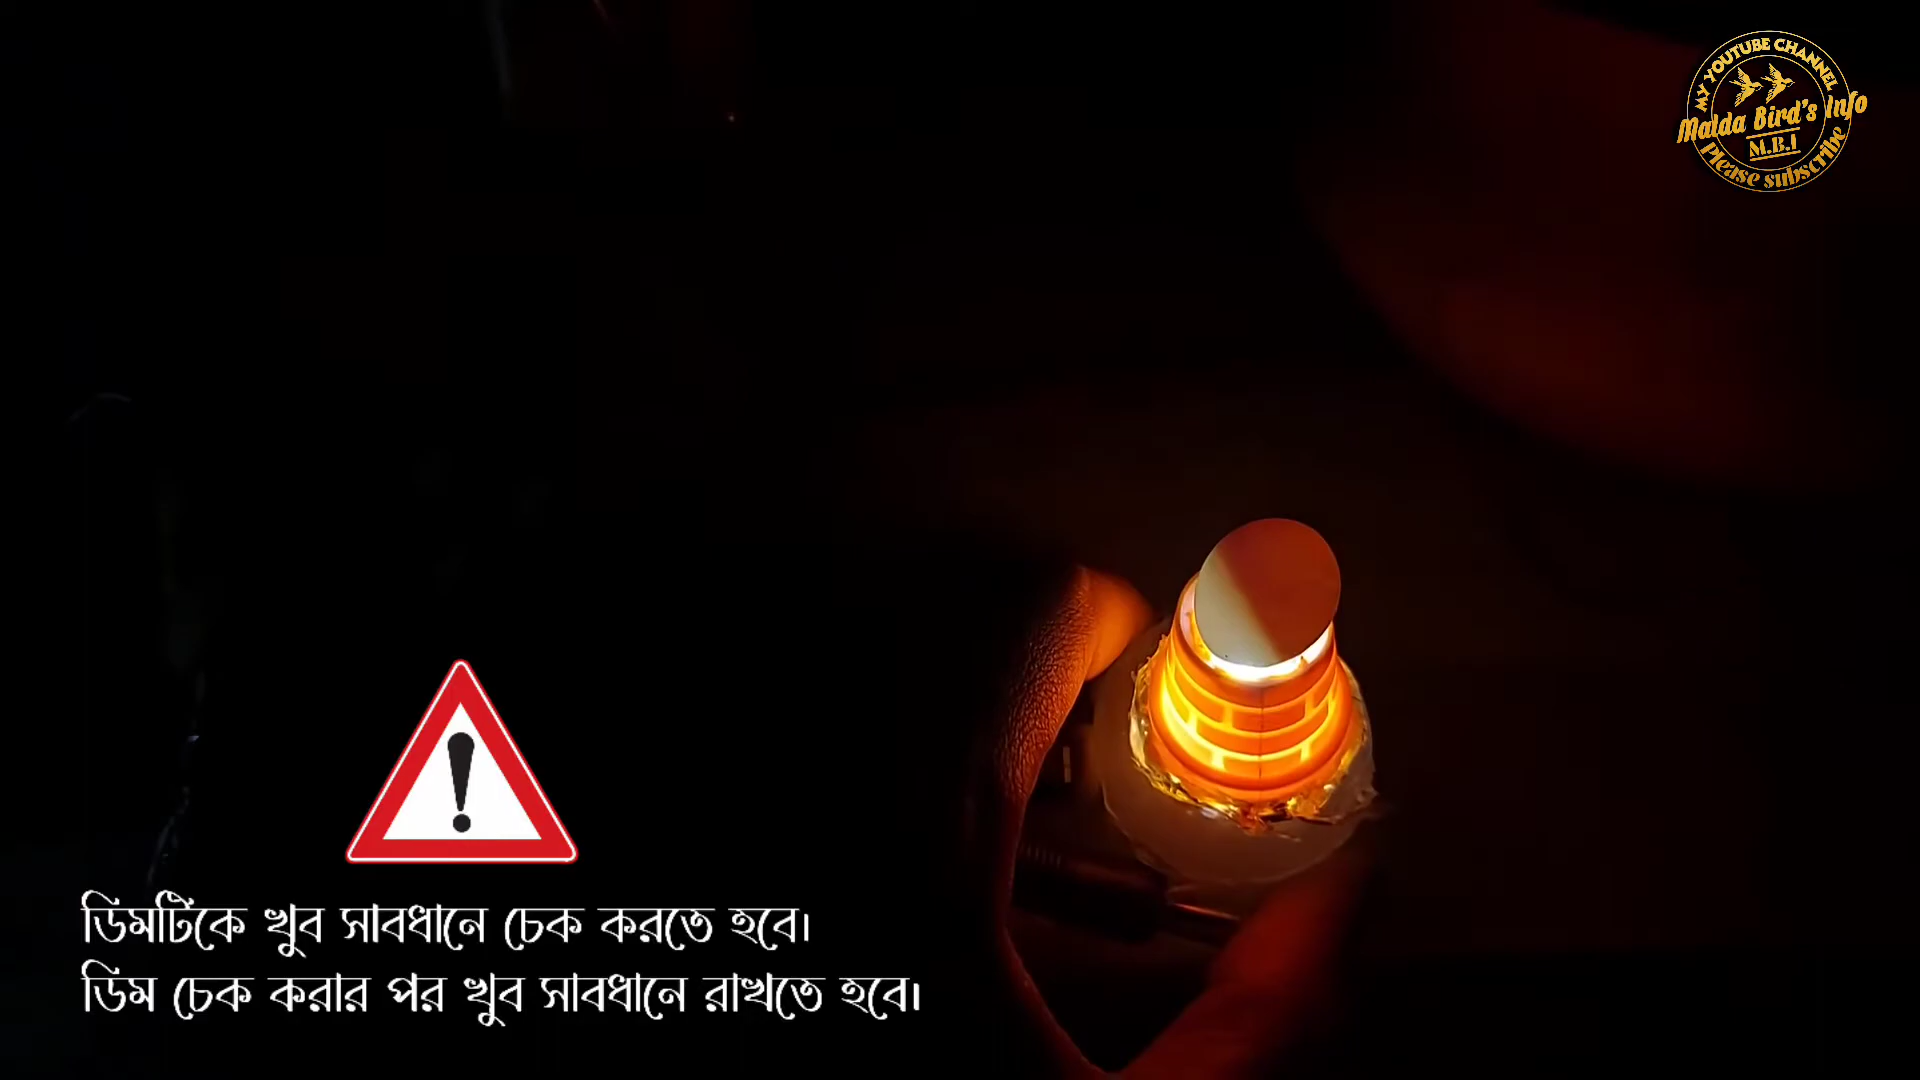 MY YOUTUBE CHANNEL
Malda Bird's Info
M.B.I
Please subscribe
ডিমটিকে খুব সাবধানে চেক করতে হবে।
ডিম চেক করার পর খুব সাবধানে রাখতে হবে।